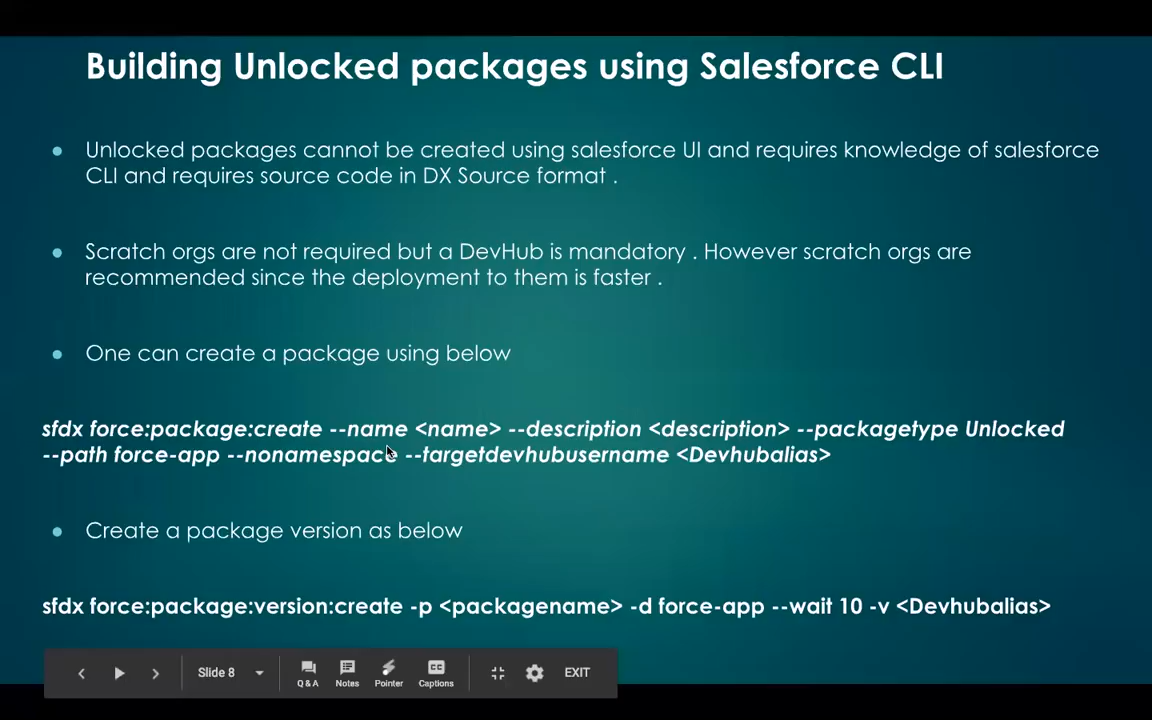 Building Unlocked packages using Salesforce CLI
● Unlocked packages cannot be created using salesforce UI and requires knowledge of salesforce
CLI and requires source code in DX Source format .
● Scratch orgs are not required but a DevHub is mandatory . However scratch orgs are
recommended since the deployment to them is faster .
● One can create a package using below
sfdx force:package:create --name <name> --description <description> --packagetype Unlocked
--path force-app --nonamespace --targetdevhubusername <Devhubalias>
● Create a package version as below
sfdx force:package:version:create -p <packagename> -d force-app --wait 10 -v <Devhubalias>
Slide 8
Q & A Notes Pointer CC Captions EXIT